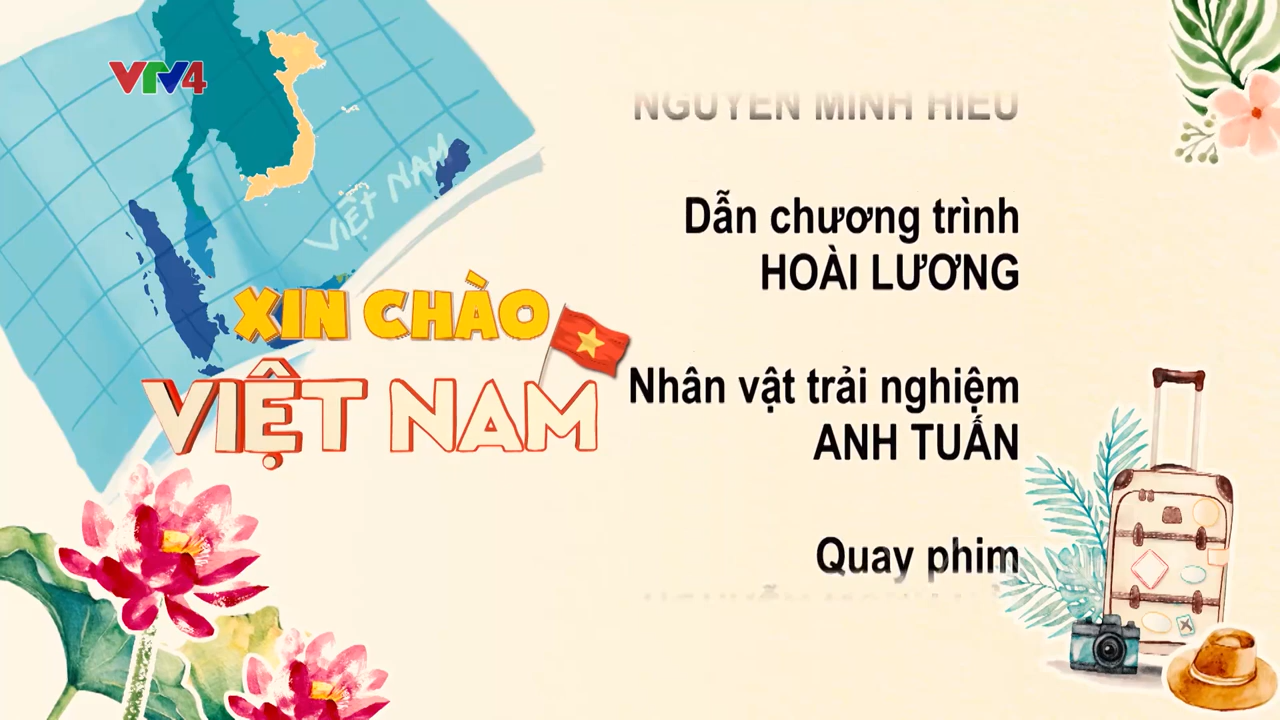 VTV4
VIỆT NAM
XIN CHÀO
VIỆT NAM
NGUYỄN MINH HIẾU
Dẫn chương trình
HOÀI LƯƠNG
Nhân vật trải nghiệm
ANH TUẤN
Quay phim